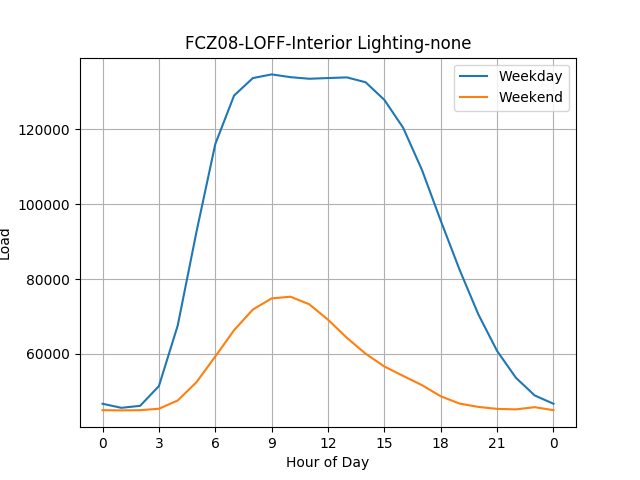 FCZ08-LOFF-Interior Lighting-none
Weekday
Weekend
120000
100000
80000
60000
Load
0 3 6 9 12 15 18 21 0
Hour of Day